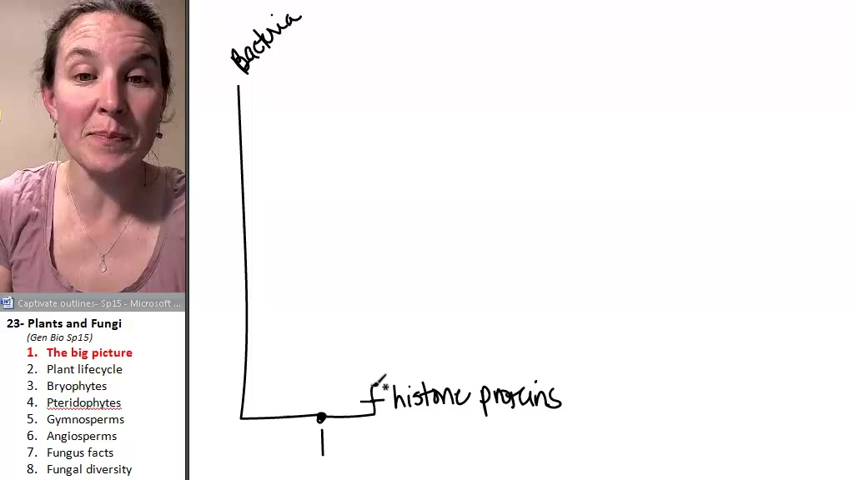 Bacteria
* histone proteins
Captivate outlines- Sp15 - Microsoft ...
23- Plants and Fungi
(Gen Bio Sp15)
1. The big picture
2. Plant lifecycle
3. Bryophytes
4. Pteridophytes
5. Gymnosperms
6. Angiosperms
7. Fungus facts
8. Fungal diversity